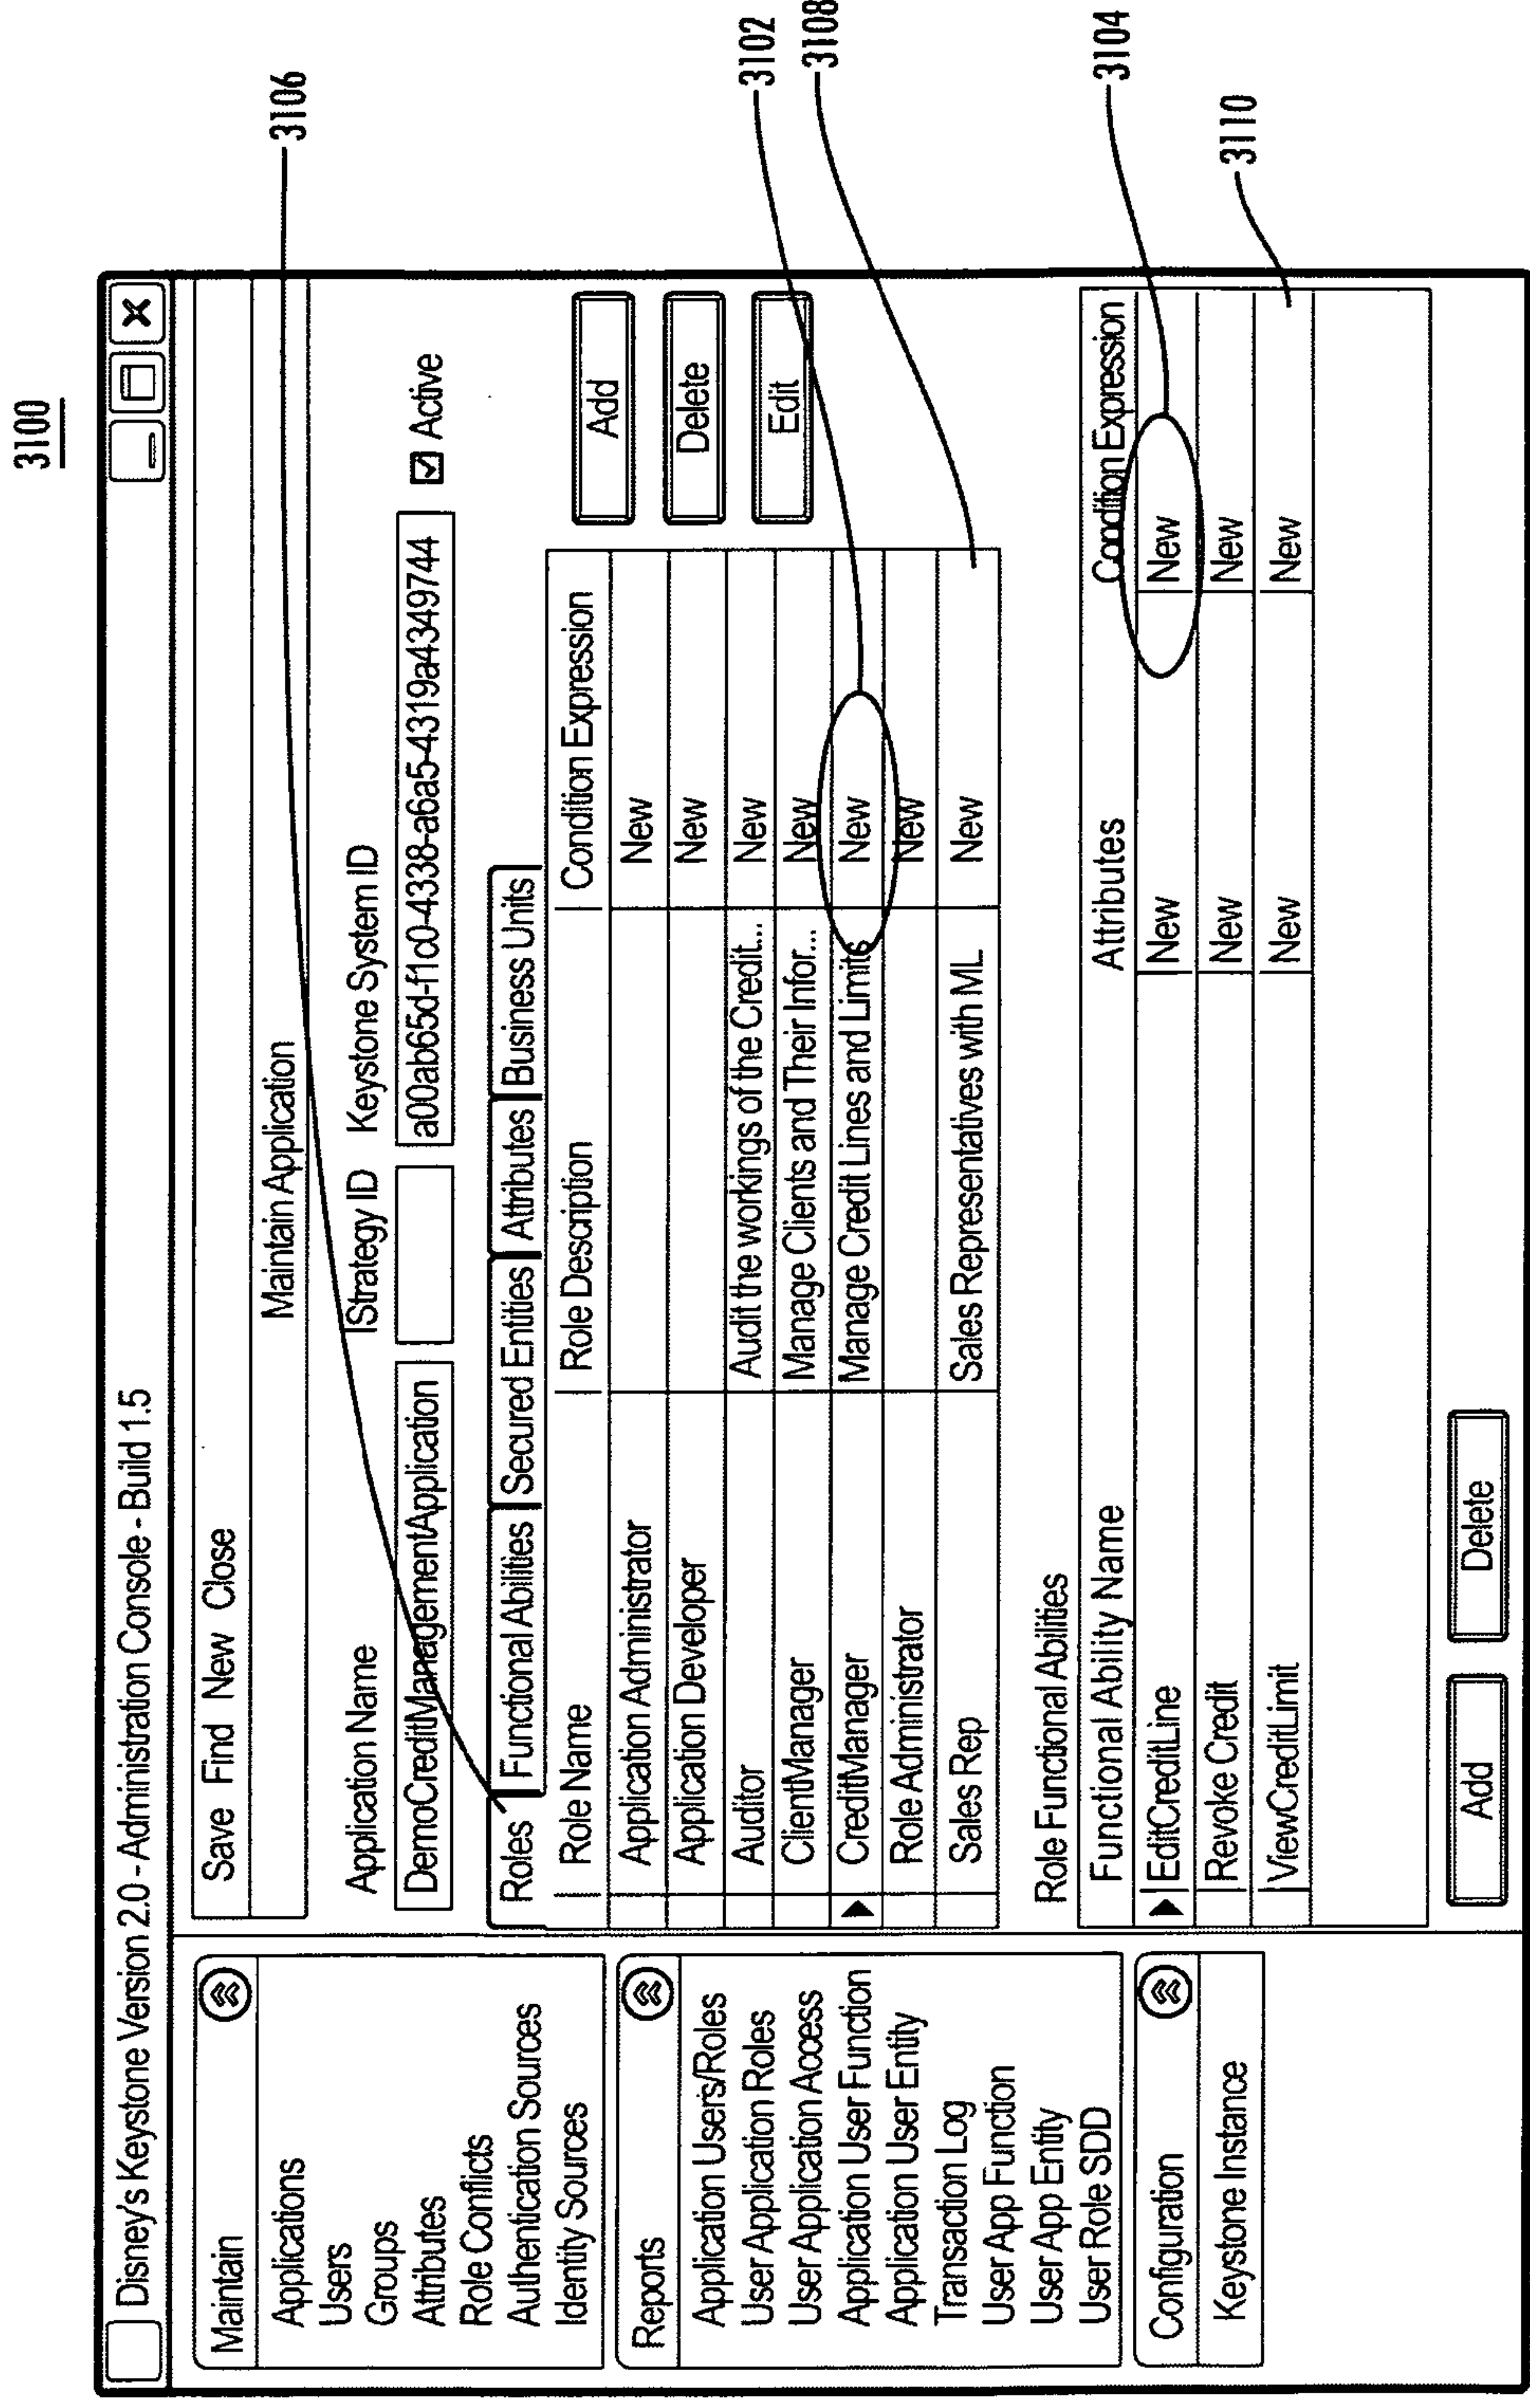 3100
Disney's Keystone Version 2.0 - Administration Console - Build 1.5
Maintain
Applications
Users
Groups
Attributes
Role Conflicts
Authentication Sources
Identity Sources
Reports
Application Users/Roles
User Application Roles
User Application Access
Application User Function
Application User Entity
Transaction Log
User App Function
User App Entity
User Role SDD
Configuration
Keystone Instance
Save Find New Close
Maintain Application
Application Name IStrategy ID Keystone System ID
DemoCreditManagementApplication a00ab65d-f1c0-4338-a6a5-4319a4349744 Active
Roles Functional Abilities Secured Entities Attributes Business Units
Role Name Role Description Condition Expression
Application Administrator New
Application Developer New
Auditor Audit the workings of the Credit... New
ClientManager Manage Clients and Their Infor... New
CreditManager Manage Credit Lines and Limits New
Role Administrator New
Sales Rep Sales Representatives with ML New
Add
Delete
Edit
Role Functional Abilities
Functional Ability Name Attributes Condition Expression
EditCreditLine New New
Revoke Credit New New
ViewCreditLimit New New
Add Delete
3106
3102
3108
3104
3110